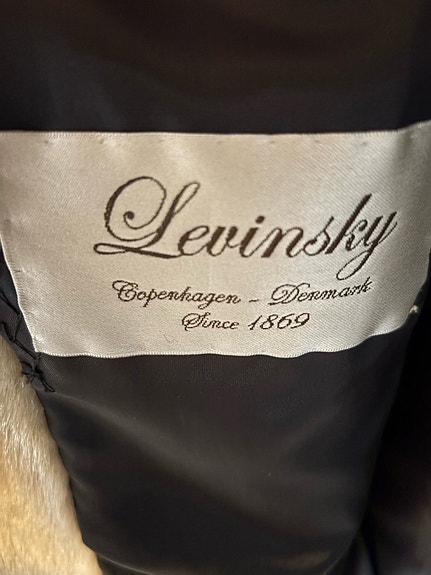 Levinsky
Copenhagen - Denmark
Since 1869